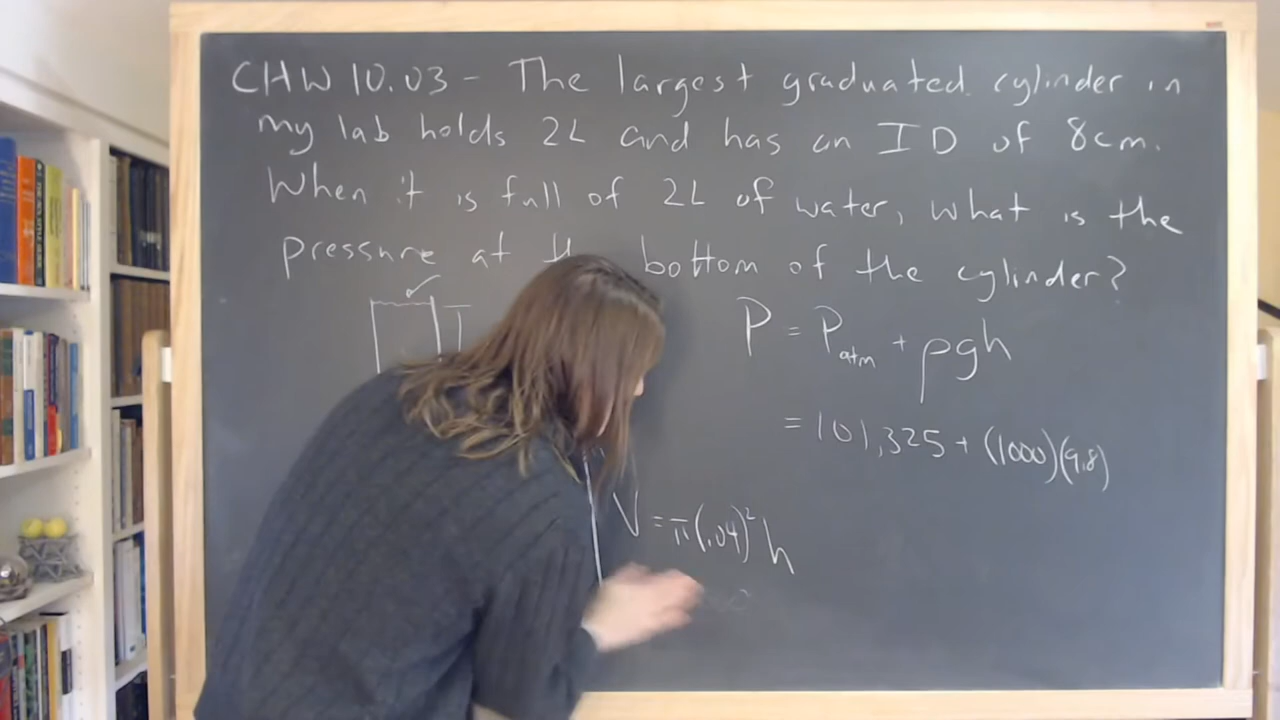 CHW 10.03 - The largest graduated cylinder in
my lab holds 2L and has an ID of 8cm.
When it is full of 2L of water, what is the
pressure at bottom of the cylinder?
P = Patm + ρgh
= 101,325 + (1000)(9.8)
V = π(.04)² h